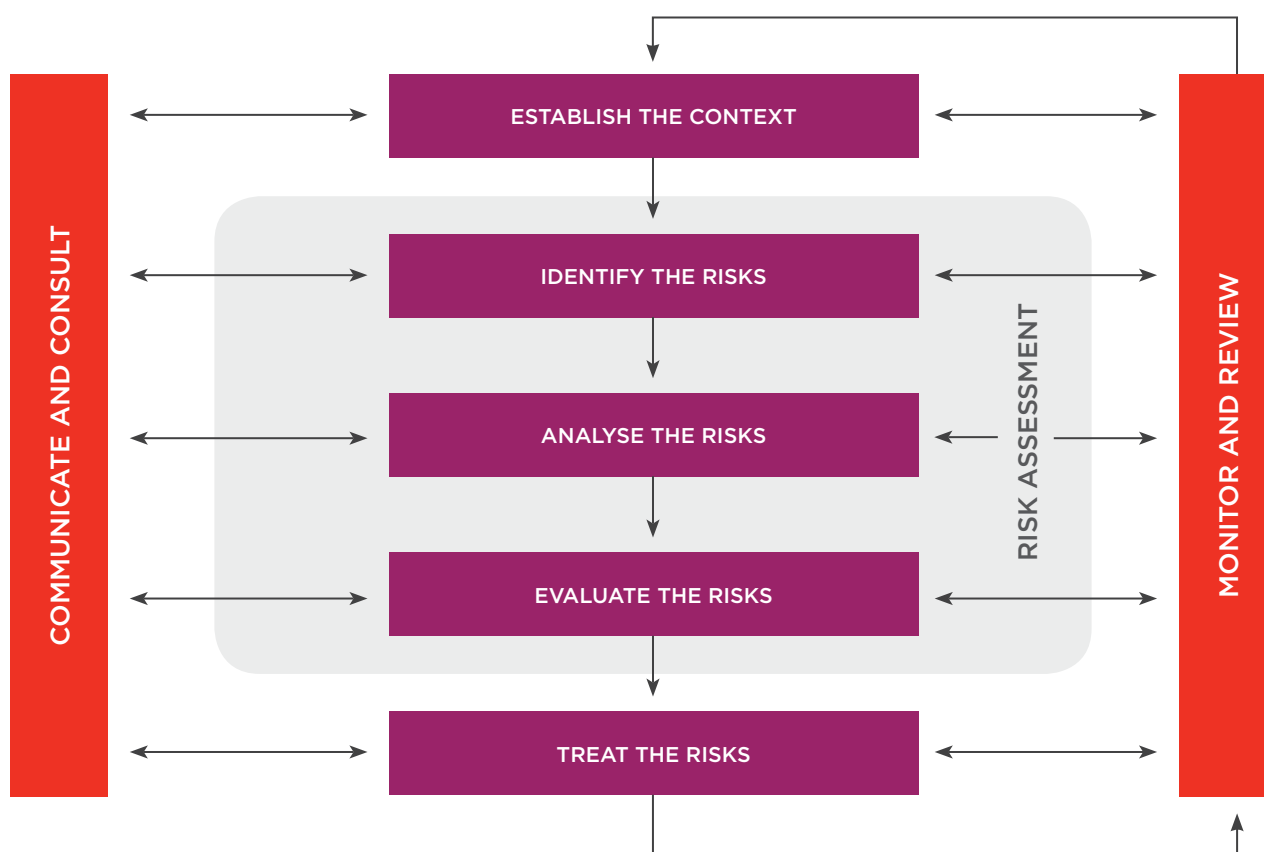 COMMUNICATE AND CONSULT
ESTABLISH THE CONTEXT
IDENTIFY THE RISKS
ANALYSE THE RISKS
EVALUATE THE RISKS
TREAT THE RISKS
RISK ASSESSMENT
MONITOR AND REVIEW